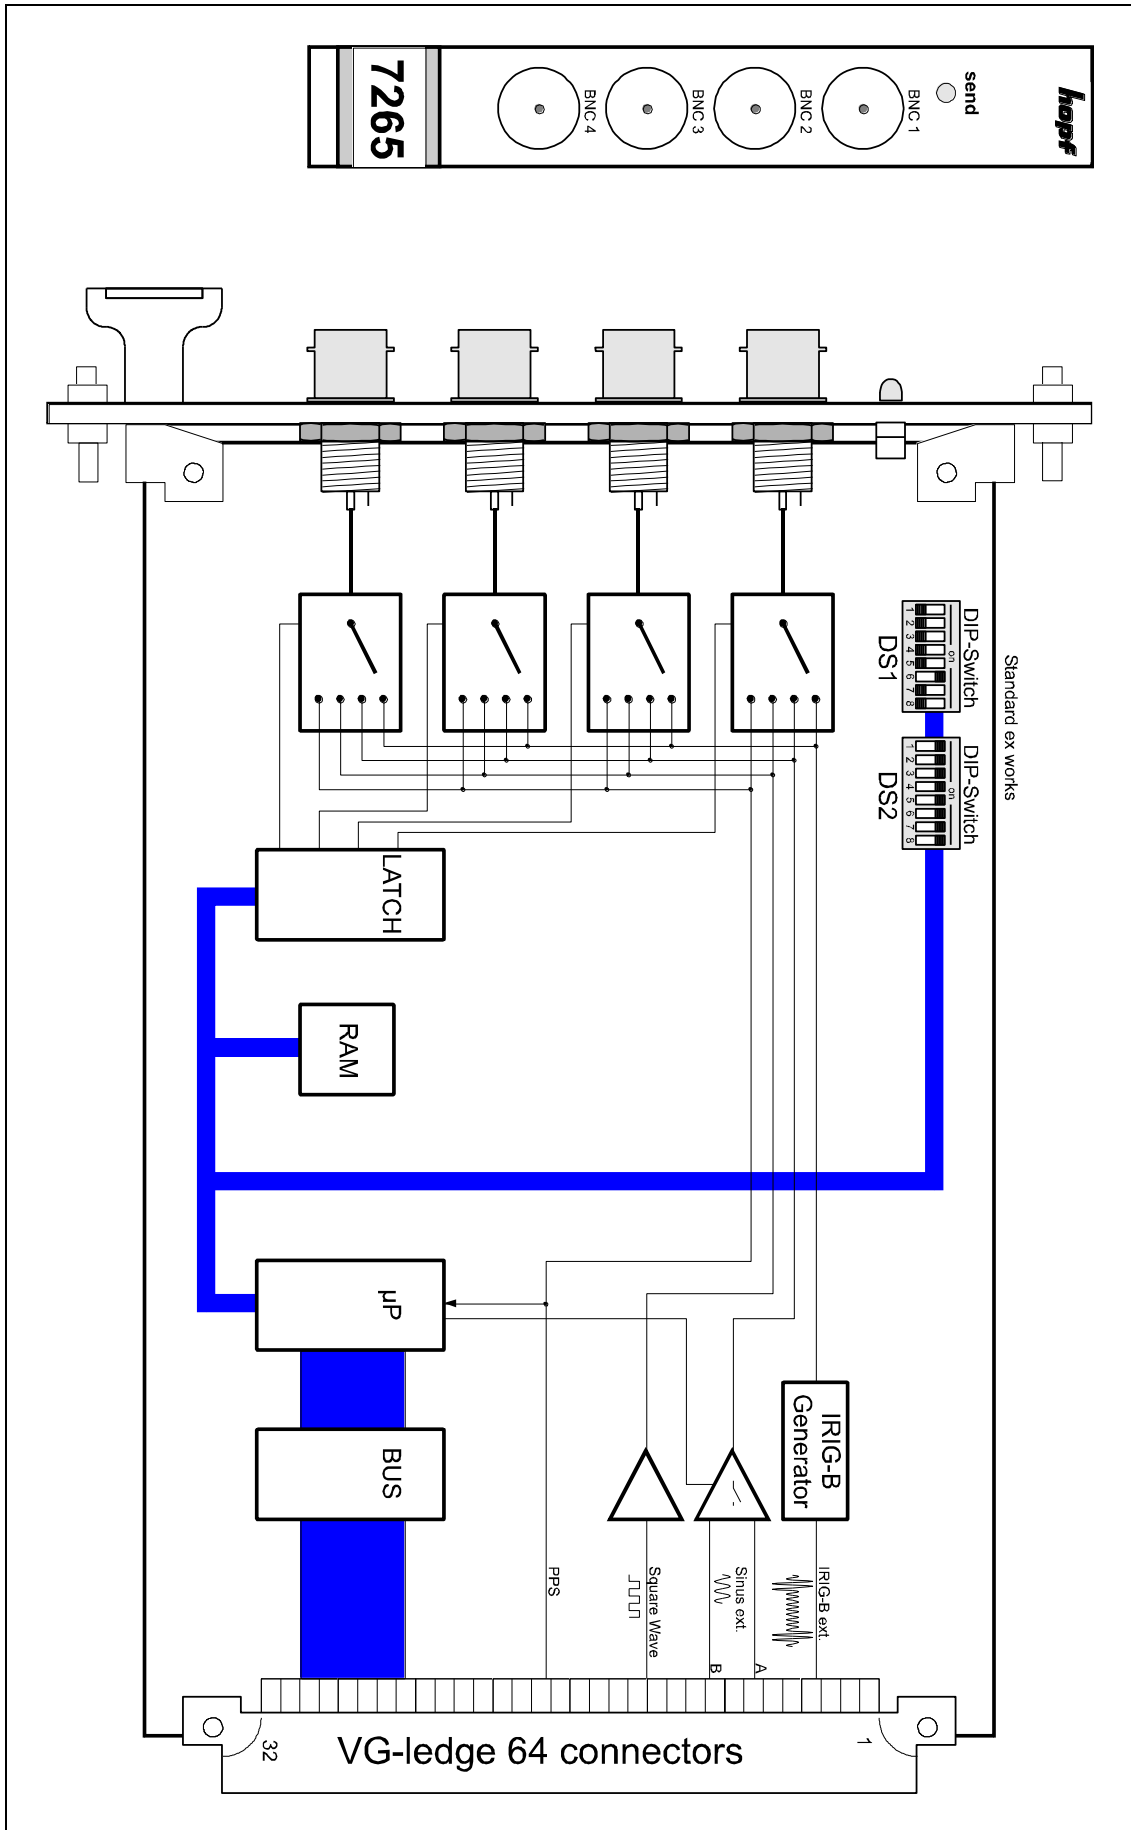 hopf
send
BNC 1
BNC 2
BNC 3
BNC 4
7265
Standard ex works
DIP-Switch
on
1 2 3 4 5 6 7 8
DS1
DIP-Switch
on
1 2 3 4 5 6 7 8
DS2
LATCH
RAM
µP
BUS
IRIG-B
Generator
IRIG-B ext.
Sinus ext.
A
B
Square Wave
PPS
32
VG-ledge 64 connectors
1